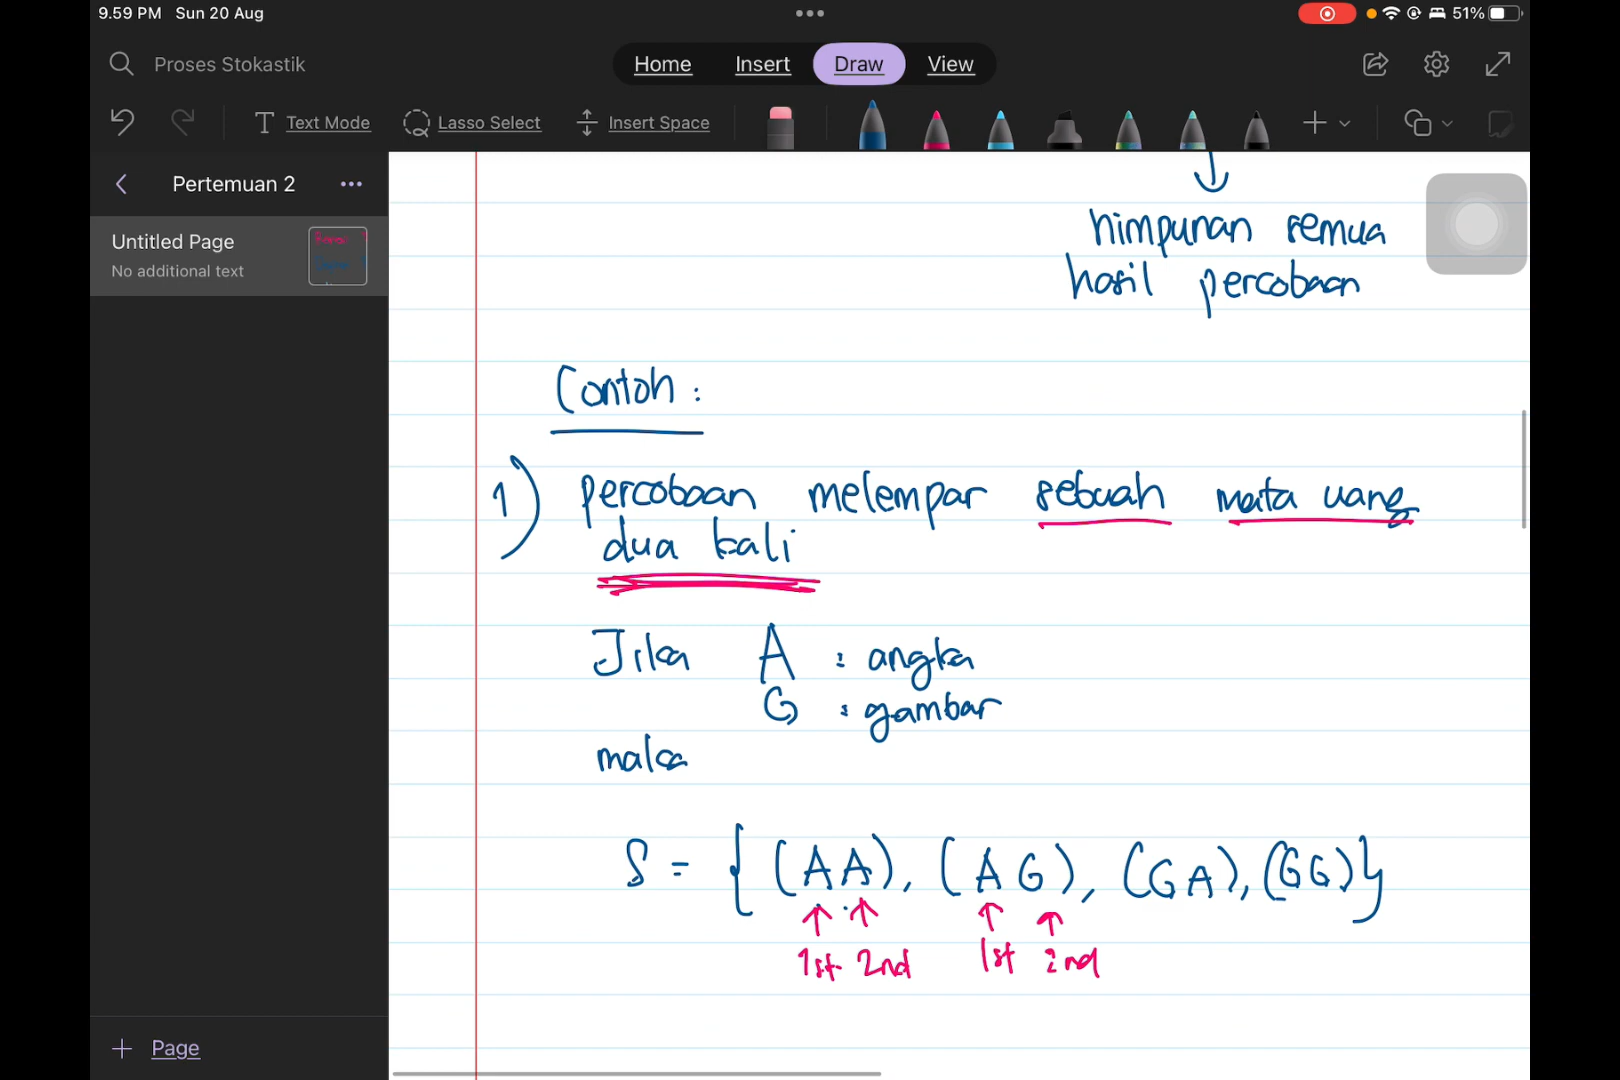 9.59 PM Sun 20 Aug
51%
Proses Stokastik
Home Insert Draw View
Text Mode Lasso Select Insert Space
Pertemuan 2
Untitled Page
No additional text
himpunan semua
hasil percobaan
Contoh :
1) percobaan melempar sebuah mata uang
dua kali
Jika A : angka
G : gambar
maka
S = { (AA), (AG), (GA), (GG)}
↑ ↑ ↑ ↑
1st 2nd 1st 2nd
+ Page